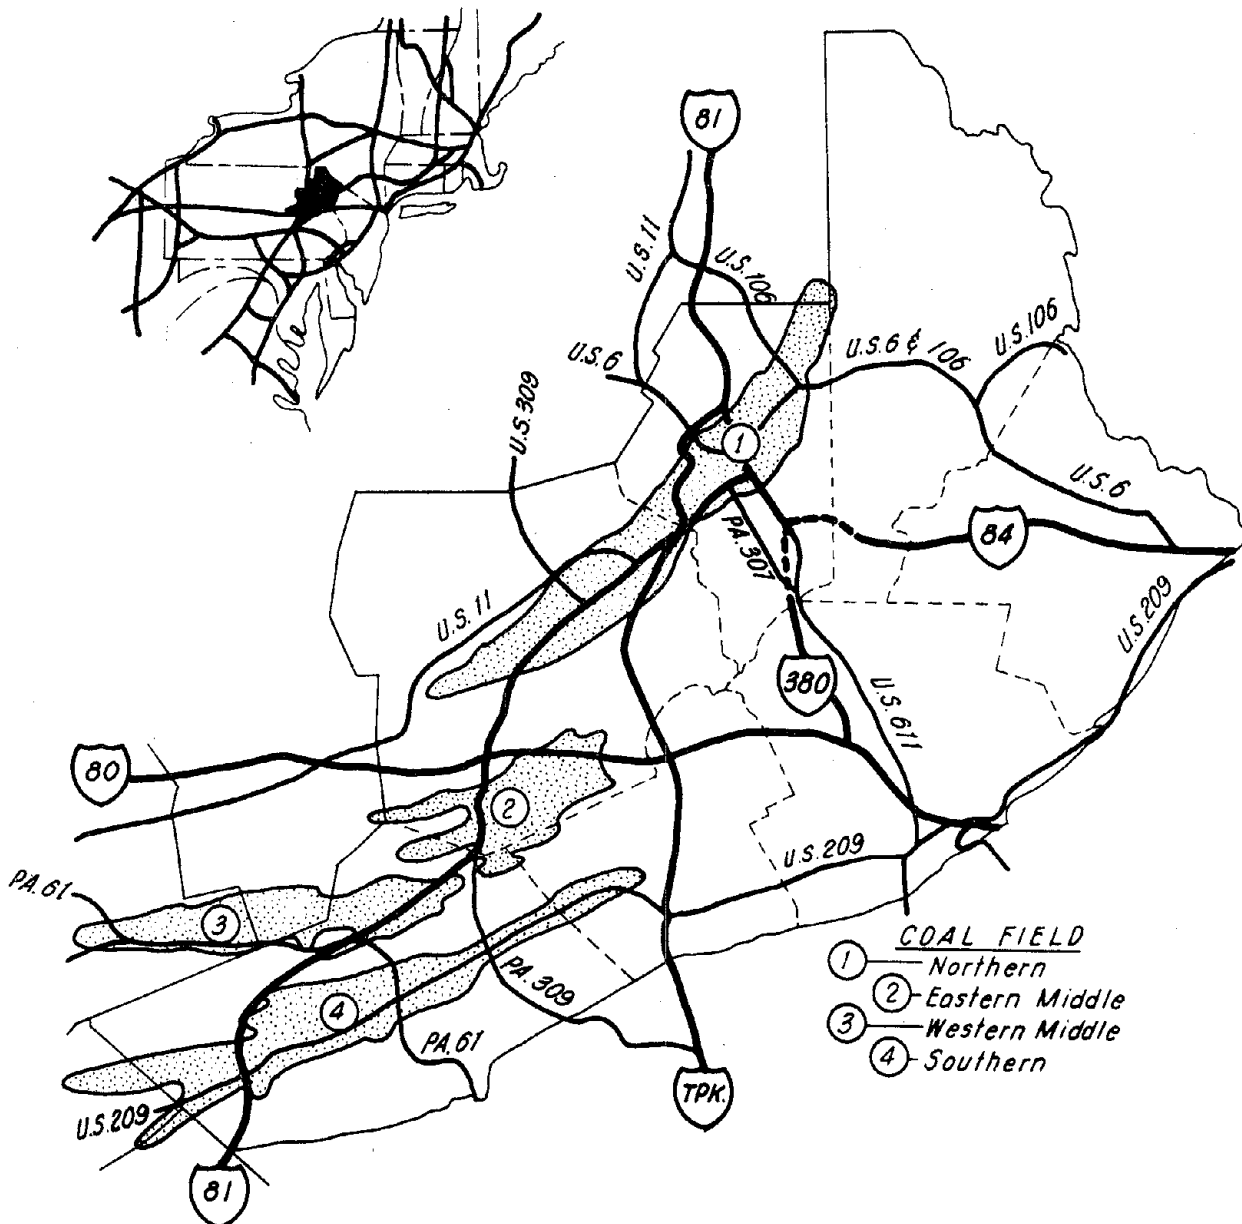 81
U.S. 11
U.S. 106
U.S. 6
U.S. 309
U.S. 6 & 106
U.S. 106
1
U.S. 6
84
PA. 307
U.S. 209
U.S. 11
380
U.S. 611
80
2
U.S. 209
PA. 61
3
4
PA. 309
PA. 61
U.S. 209
TPK.
81
COAL FIELD
1 Northern
2 Eastern Middle
3 Western Middle
4 Southern